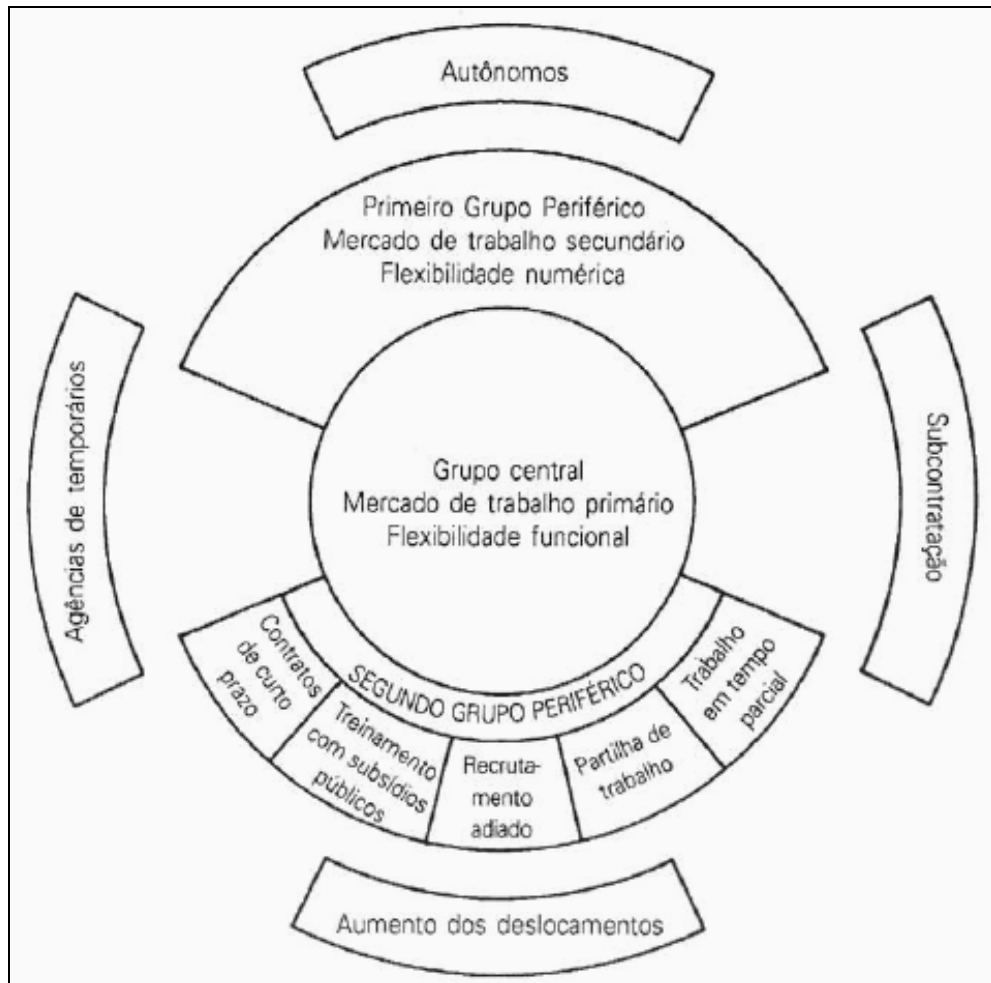 Autônomos
Primeiro Grupo Periférico
Mercado de trabalho secundário
Flexibilidade numérica
Agências de temporários
Subcontratação
Grupo central
Mercado de trabalho primário
Flexibilidade funcional
SEGUNDO GRUPO PERIFÉRICO
Contratos
de curto
prazo
Treinamento
com subsídios
públicos
Recruta-
mento
adiado
Partilha de
trabalho
Trabalho
em tempo
parcial
Aumento dos deslocamentos